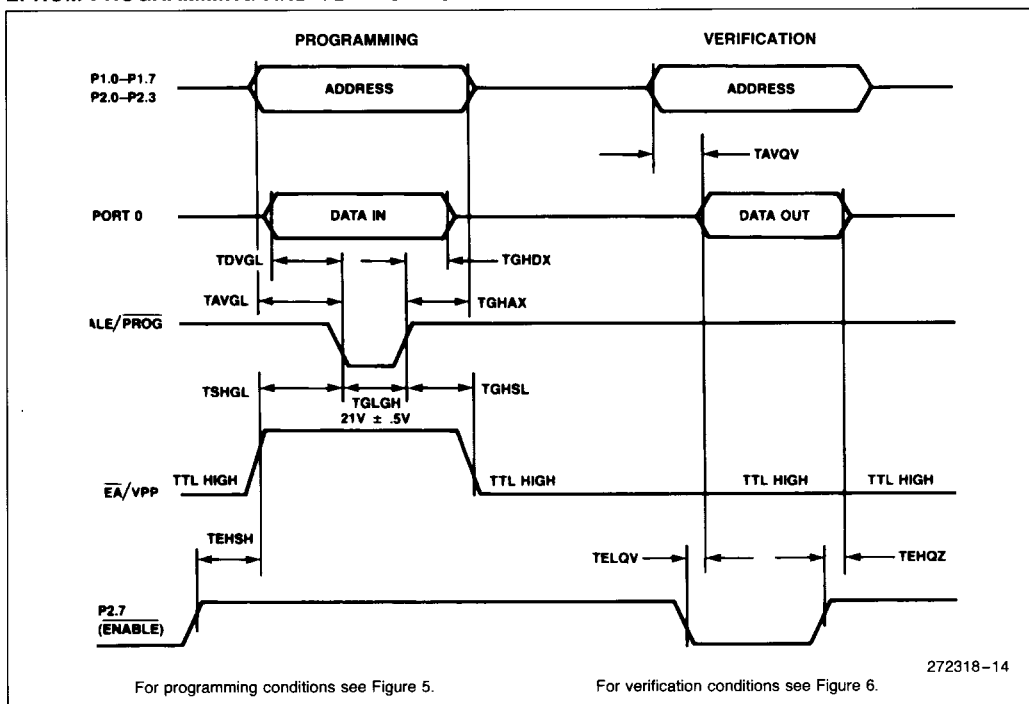 PROGRAMMING
VERIFICATION
P1.0–P1.7
P2.0–P2.3
ADDRESS
ADDRESS
TAVQV
PORT 0
DATA IN
DATA OUT
TDVGL
TGHDX
TAVGL
TGHAX
ALE/PROG
TSHGL
TGLGH
TGHSL
21V ± .5V
EA/VPP
TTL HIGH
TTL HIGH
TTL HIGH
TTL HIGH
TEHSH
TELQV
TEHQZ
P2.7
(ENABLE)
272318–14
For programming conditions see Figure 5.
For verification conditions see Figure 6.